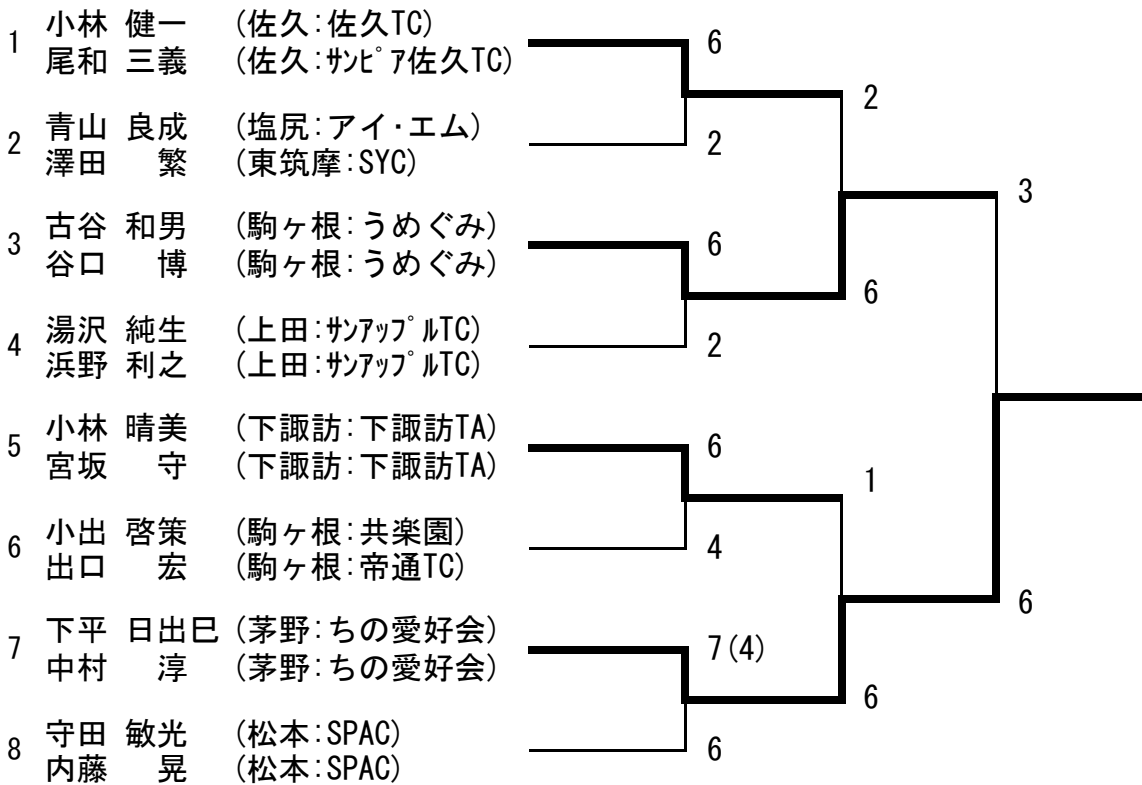 1 小林 健一 (佐久:佐久TC) 6
尾和 三義 (佐久:ｻﾝﾋﾟｱ佐久TC)
2
2 青山 良成 (塩尻:アイ・エム) 2
澤田 繁 (東筑摩:SYC)
3
3 古谷 和男 (駒ヶ根:うめぐみ) 6
谷口 博 (駒ヶ根:うめぐみ)
6
4 湯沢 純生 (上田:ｻﾝｱｯﾌﾟﾙTC) 2
浜野 利之 (上田:ｻﾝｱｯﾌﾟﾙTC)
5 小林 晴美 (下諏訪:下諏訪TA) 6
宮坂 守 (下諏訪:下諏訪TA)
1
6 小出 啓策 (駒ヶ根:共楽園) 4
出口 宏 (駒ヶ根:帝通TC)
6
7 下平 日出巳 (茅野:ちの愛好会) 7(4)
中村 淳 (茅野:ちの愛好会)
6
8 守田 敏光 (松本:SPAC) 6
内藤 晃 (松本:SPAC)